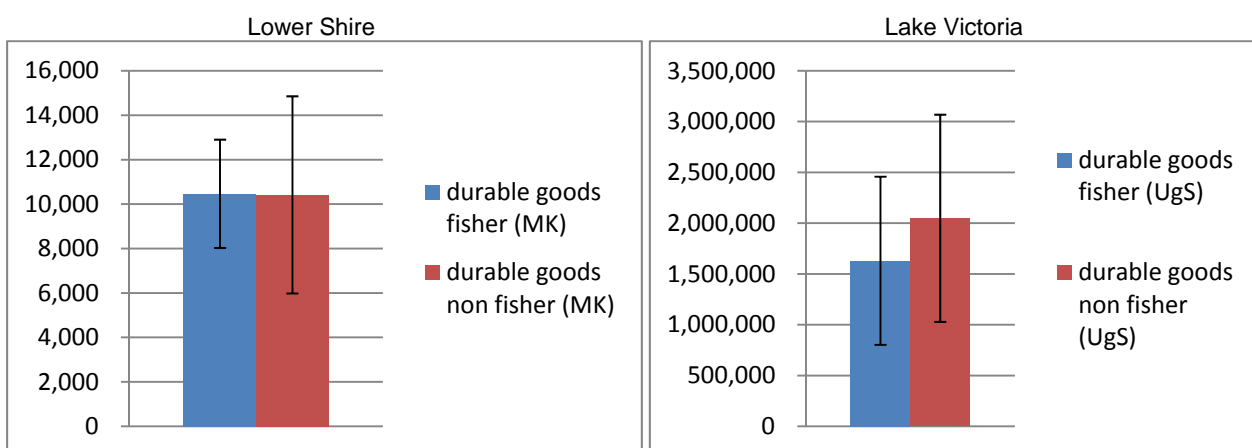 Lower Shire
16,000
14,000
12,000
10,000
8,000
6,000
4,000
2,000
0
durable goods
fisher (MK)
durable goods
non fisher (MK)
Lake Victoria
3,500,000
3,000,000
2,500,000
2,000,000
1,500,000
1,000,000
500,000
0
durable goods
fisher (UgS)
durable goods
non fisher
(UgS)